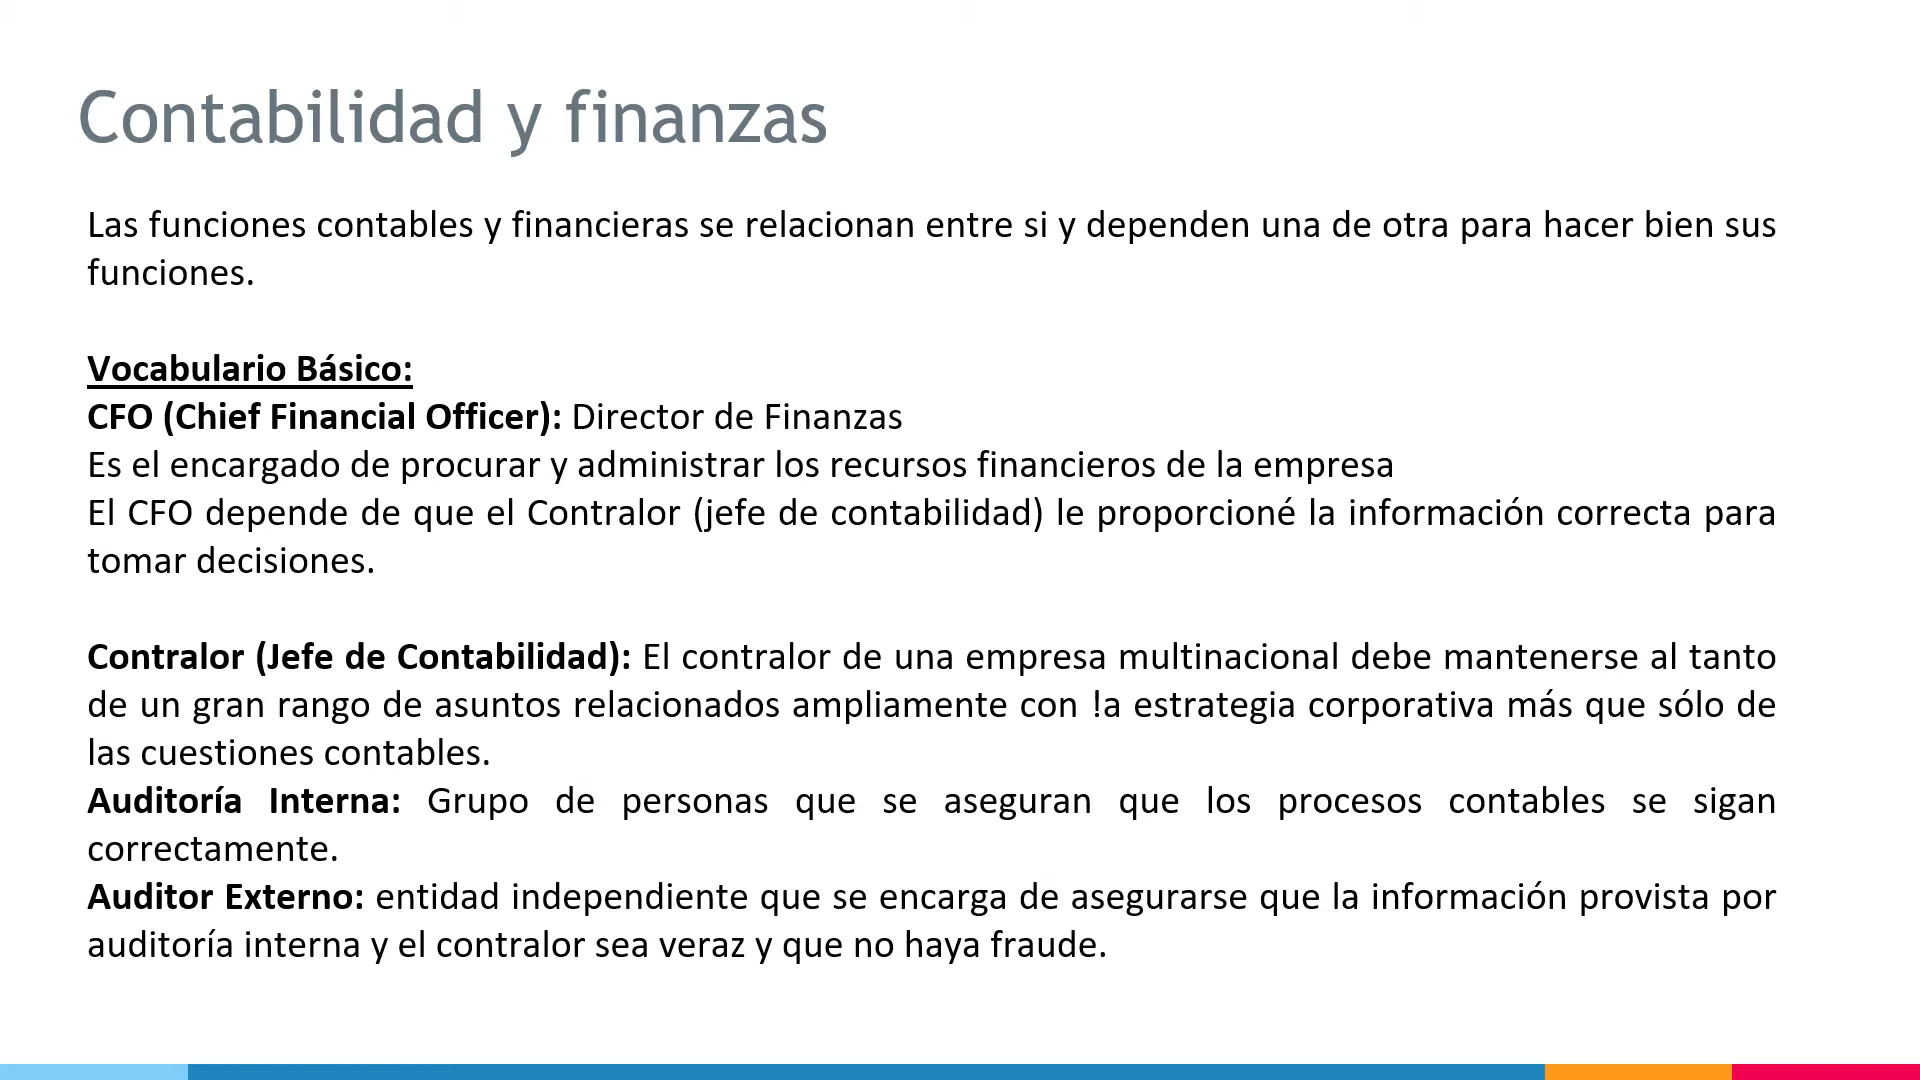 Contabilidad y finanzas
Las funciones contables y financieras se relacionan entre si y dependen una de otra para hacer bien sus
funciones.
Vocabulario Básico:
CFO (Chief Financial Officer): Director de Finanzas
Es el encargado de procurar y administrar los recursos financieros de la empresa
El CFO depende de que el Contralor (jefe de contabilidad) le proporcioné la información correcta para
tomar decisiones.
Contralor (Jefe de Contabilidad): El contralor de una empresa multinacional debe mantenerse al tanto
de un gran rango de asuntos relacionados ampliamente con !a estrategia corporativa más que sólo de
las cuestiones contables.
Auditoría Interna: Grupo de personas que se aseguran que los procesos contables se sigan
correctamente.
Auditor Externo: entidad independiente que se encarga de asegurarse que la información provista por
auditoría interna y el contralor sea veraz y que no haya fraude.